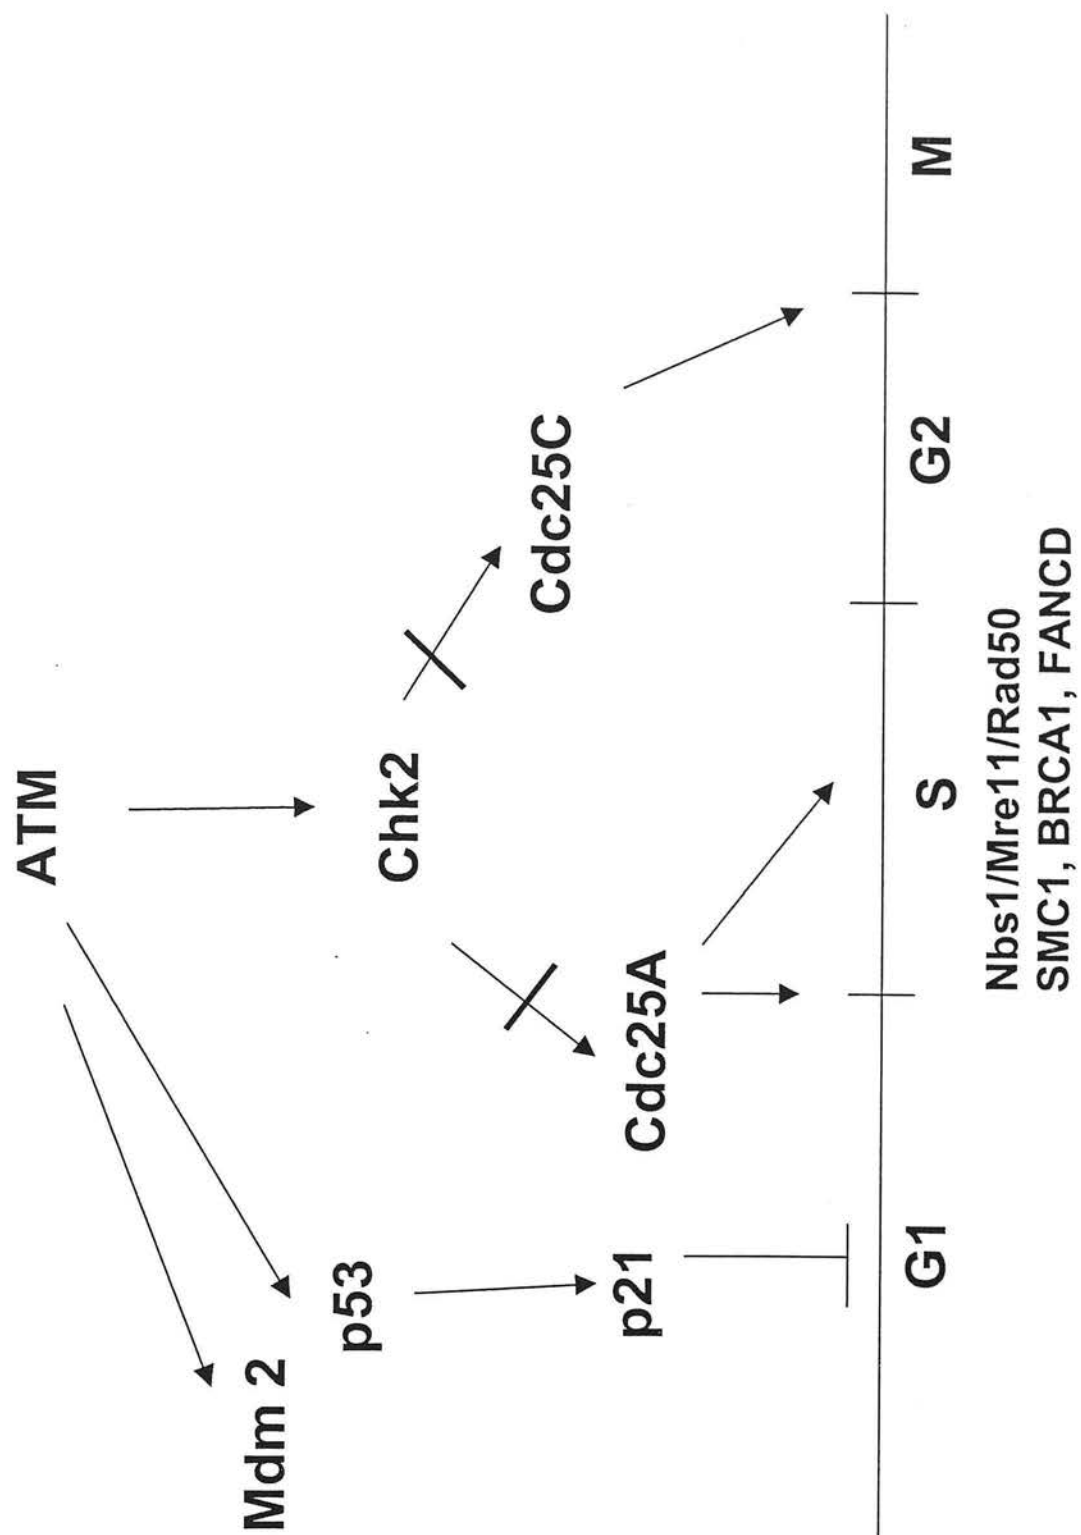 ATM
Mdm 2
p53
Chk2
Cdc25C
p21
Cdc25A
G1
S
G2
M
Nbs1/Mre11/Rad50
SMC1, BRCA1, FANCD